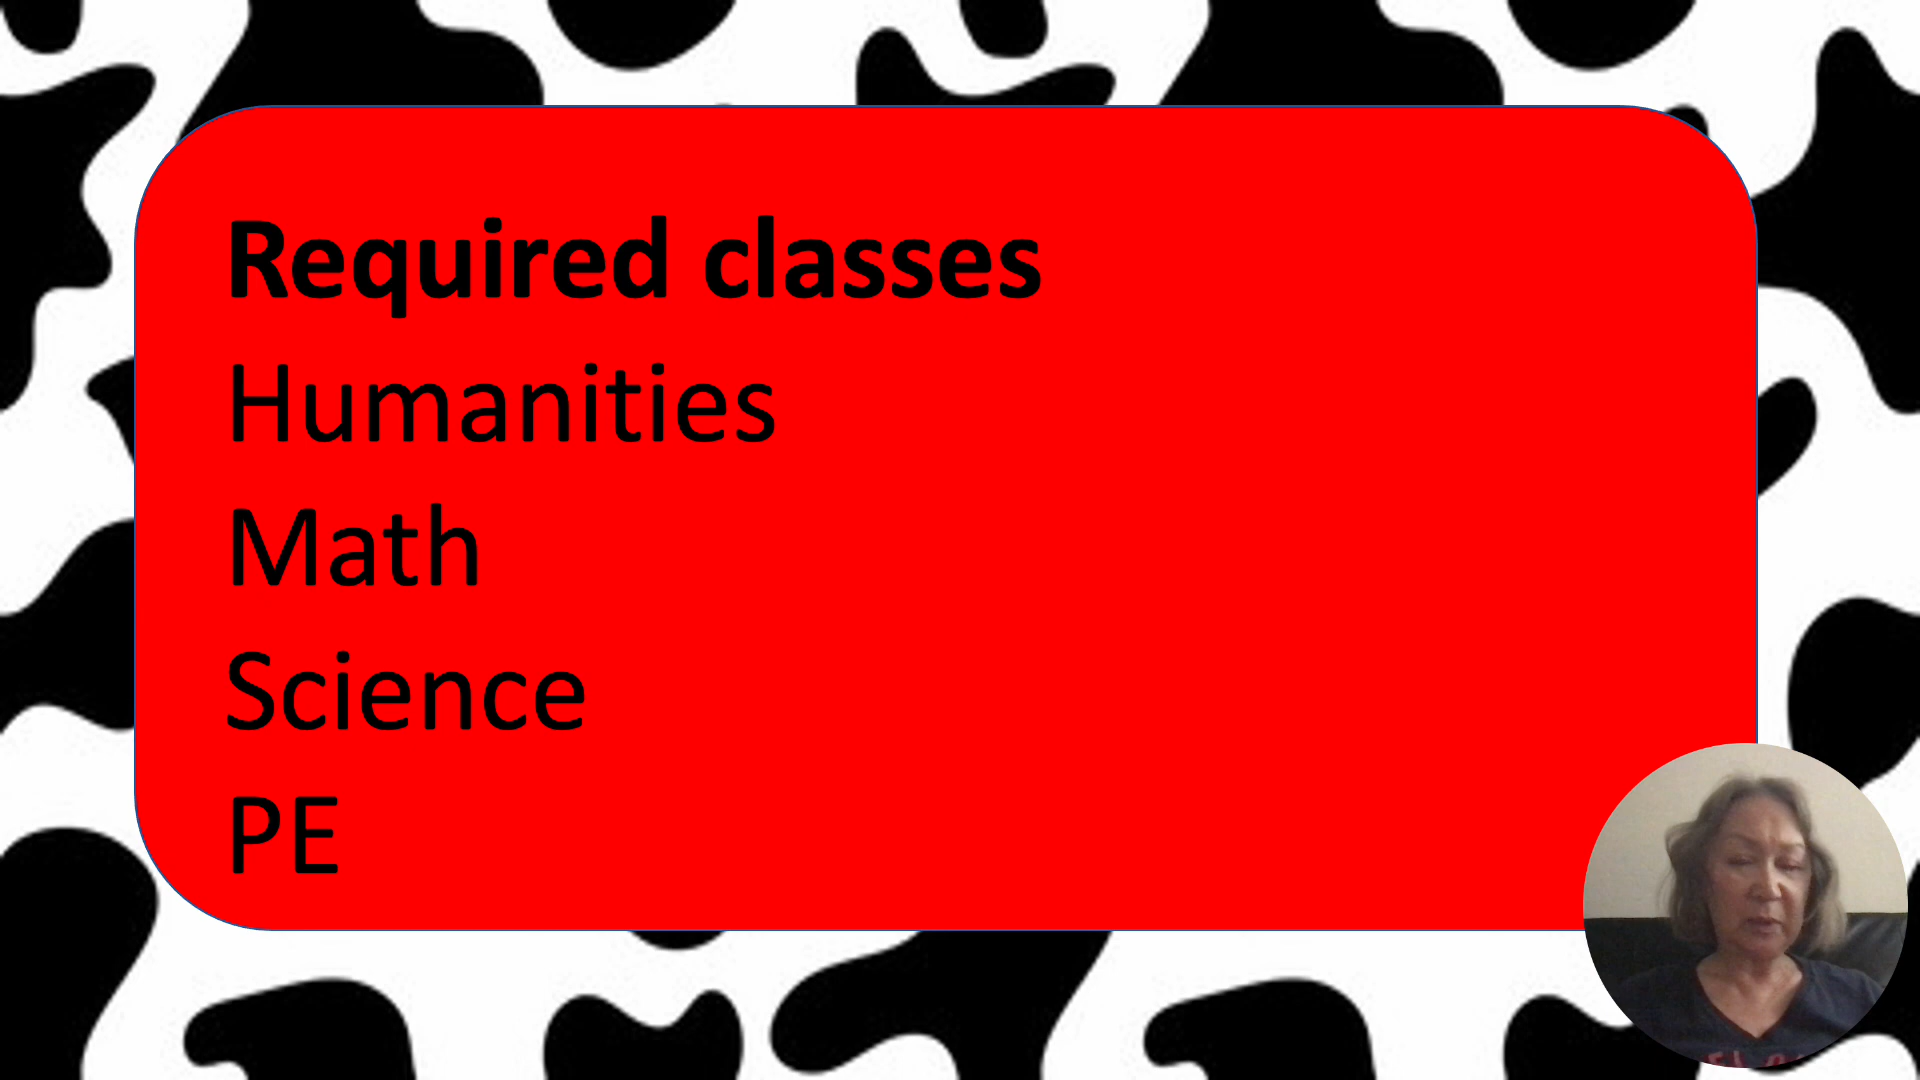 Required classes
Humanities
Math
Science
PE